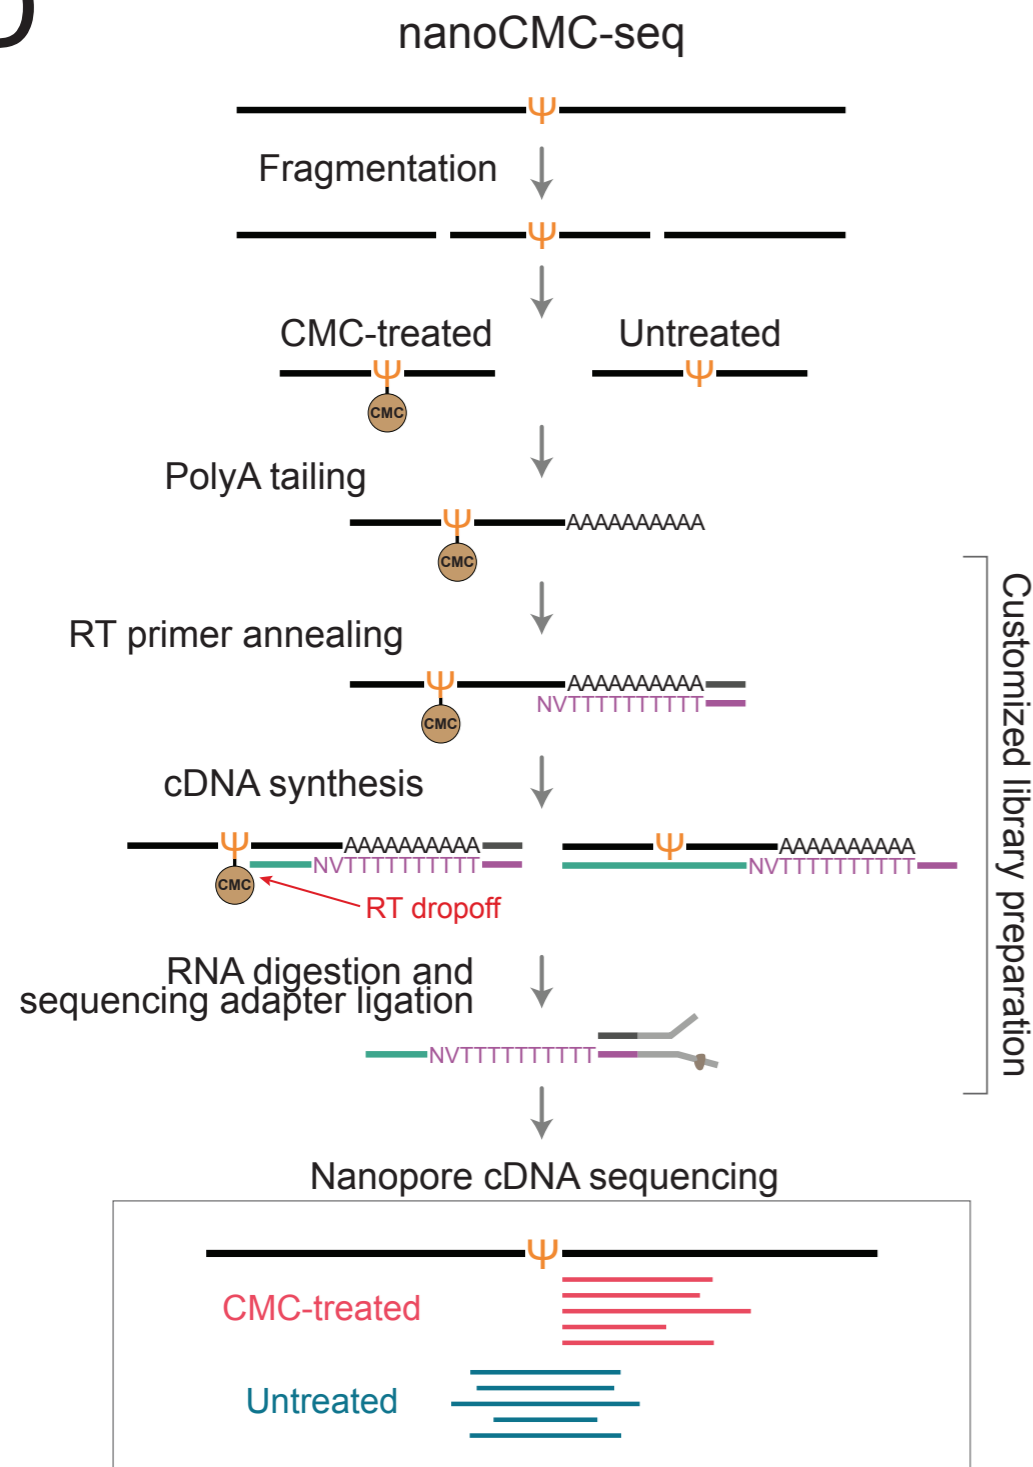 D
nanoCMC-seq
Ψ
Fragmentation
Ψ
CMC-treated Untreated
Ψ Ψ
CMC
PolyA tailing
Ψ AAAAAAAAAA
CMC
RT primer annealing
Ψ AAAAAAAAAA
NVTTTTTTTTTT
CMC
cDNA synthesis
Ψ AAAAAAAAAA Ψ AAAAAAAAAA
NVTTTTTTTTTT NVTTTTTTTTTT
CMC
RT dropoff
RNA digestion and
sequencing adapter ligation
NVTTTTTTTTTT
Customized library preparation
Nanopore cDNA sequencing
Ψ
CMC-treated
Untreated